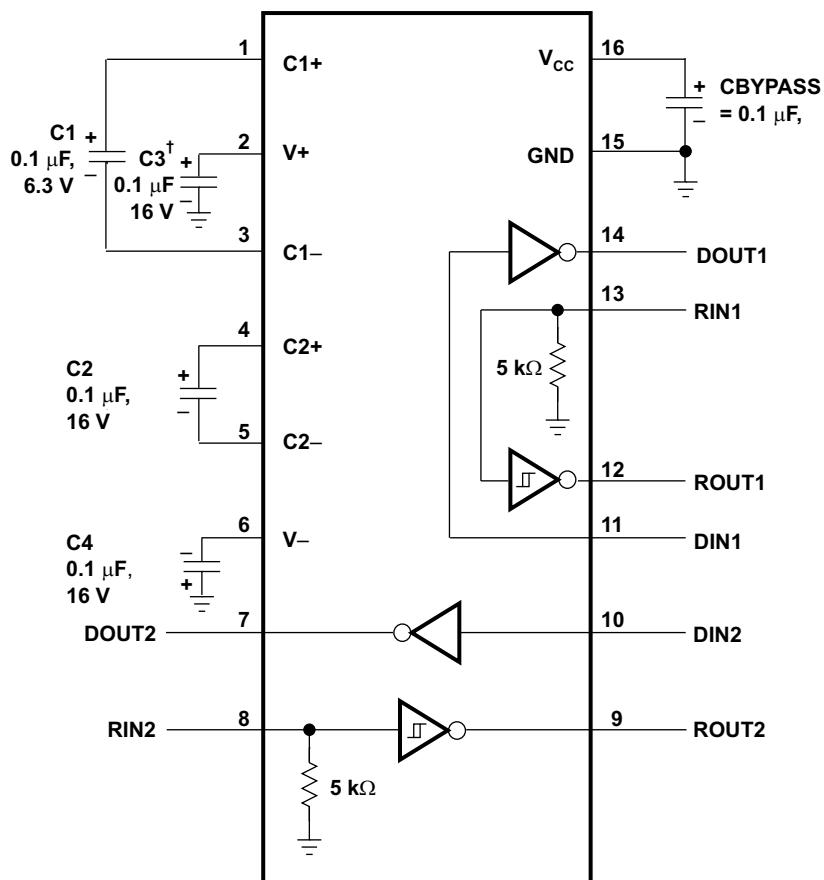 1
C1+
C1
0.1 μF,
6.3 V
+
–
2
V+
C3†
0.1 μF
16 V
+
–
3
C1–
4
C2+
C2
0.1 μF,
16 V
+
–
5
C2–
6
V–
C4
0.1 μF,
16 V
–
+
DOUT2
7
RIN2
8
5 kΩ
16
VCC
+
–
CBYPASS
= 0.1 μF,
15
GND
14
DOUT1
13
RIN1
5 kΩ
12
ROUT1
11
DIN1
10
DIN2
9
ROUT2